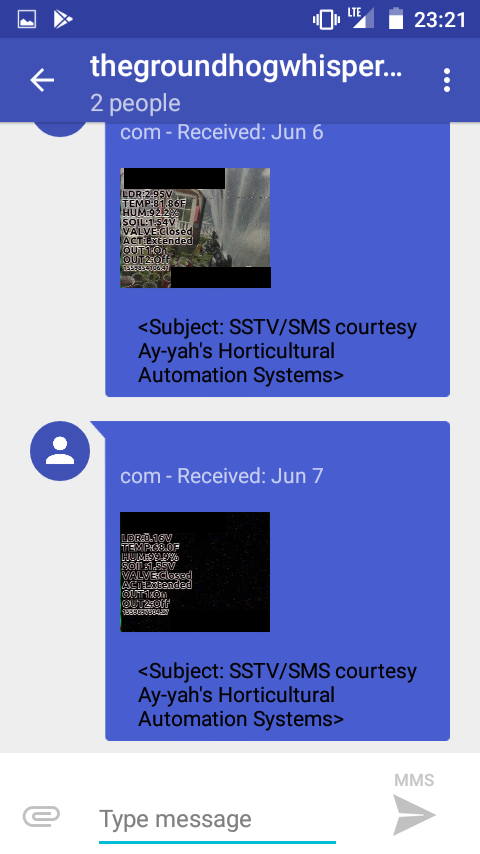 LTE 23:21
thegroundhogwhisper...
2 people
com - Received: Jun 6
LDR:2.95V
TEMP:81.86F
HUM:92.2%
SOIL:1.54V
VALVE:Closed
ACT:Extended
OUT1:On
OUT2:Off
<Subject: SSTV/SMS courtesy
Ay-yah's Horticultural
Automation Systems>
com - Received: Jun 7
LDR:0.16V
TEMP:68.0F
HUM:99.9%
SOIL:1.55V
VALVE:Closed
ACT:Extended
OUT1:On
OUT2:Off
<Subject: SSTV/SMS courtesy
Ay-yah's Horticultural
Automation Systems>
MMS
Type message